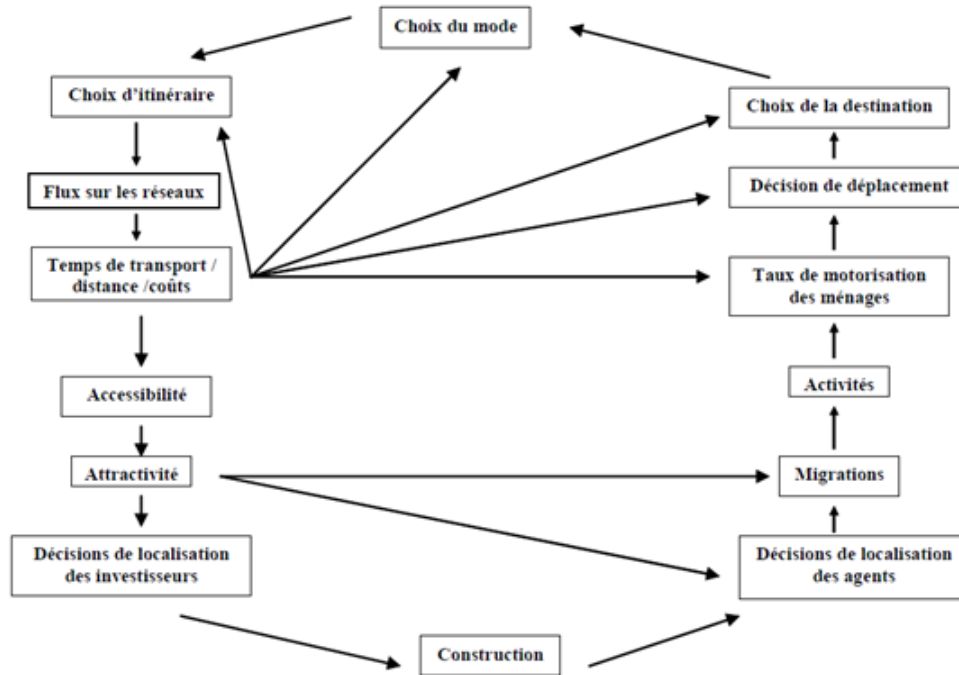 Choix du mode
Choix d'itinéraire
Choix de la destination
Flux sur les réseaux
Décision de déplacement
Temps de transport /
distance /coûts
Taux de motorisation
des ménages
Accessibilité
Activités
Attractivité
Migrations
Décisions de localisation
des investisseurs
Décisions de localisation
des agents
Construction